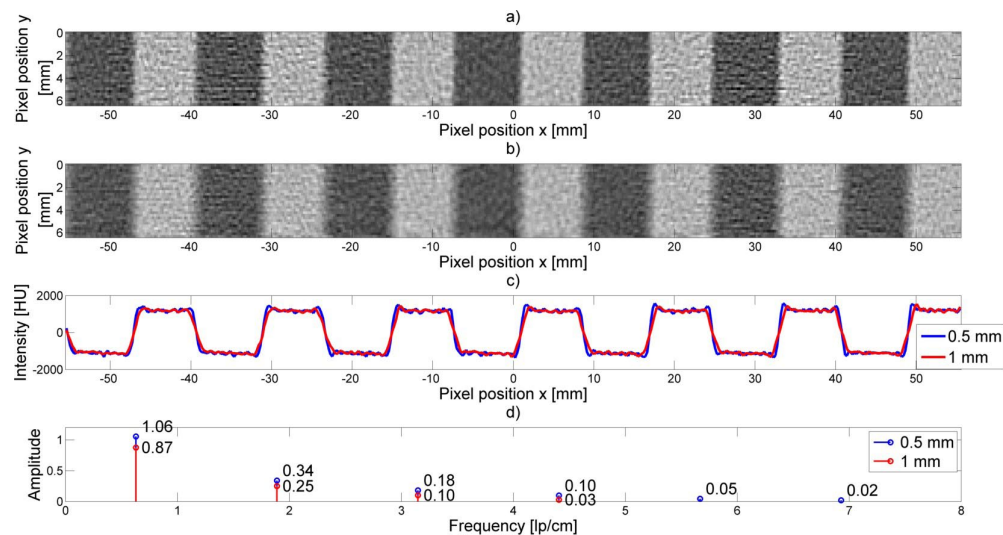 a)
Pixel position y
[mm]
0
2
4
6
-50 -40 -30 -20 -10 0 10 20 30 40 50
Pixel position x [mm]
b)
Pixel position y
[mm]
0
2
4
6
-50 -40 -30 -20 -10 0 10 20 30 40 50
Pixel position x [mm]
c)
Intensity [HU]
2000
0
-2000
0.5 mm
1 mm
-50 -40 -30 -20 -10 0 10 20 30 40 50
Pixel position x [mm]
d)
Amplitude
1
0.5
0
1.06
0.87
0.34
0.25
0.18
0.10
0.10
0.03
0.05
0.02
0.5 mm
1 mm
0 1 2 3 4 5 6 7 8
Frequency [lp/cm]